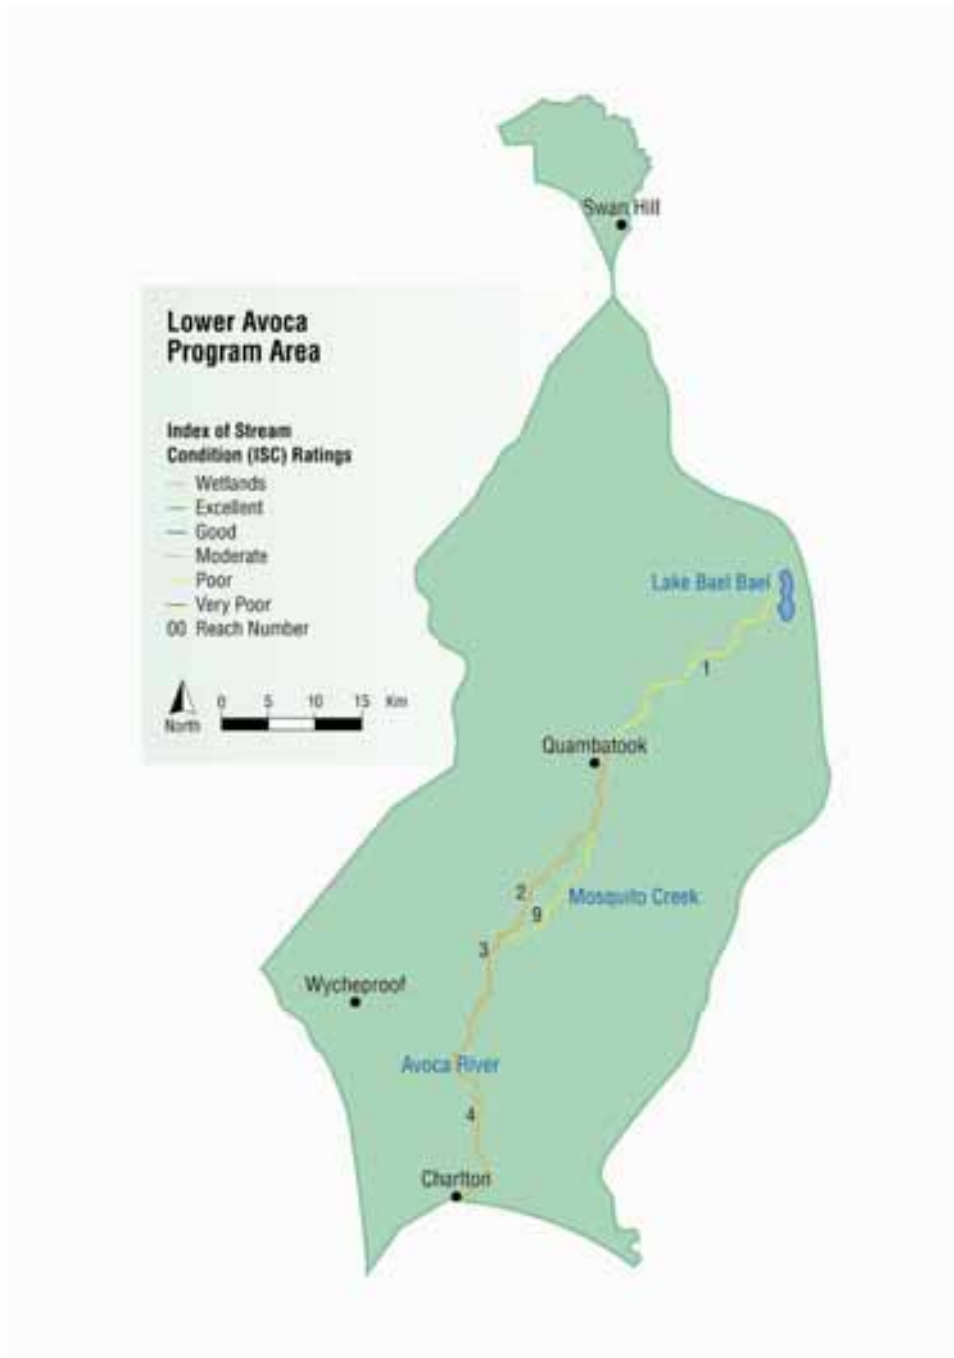 Swan Hill
Lower Avoca
Program Area
Index of Stream
Condition (ISC) Ratings
Wetlands
Excellent
Good
Moderate
Poor
Very Poor
00 Reach Number
North
0 5 10 15 Km
Lake Bael Bael
1
Quambatook
2
Mosquito Creek
9
3
Wycheproof
Avoca River
4
Charlton